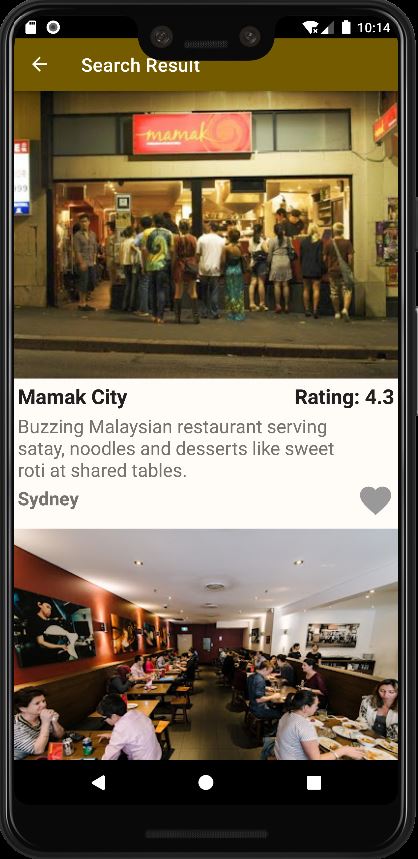 10:14
Search Result
mamak
Mamak City
Rating: 4.3
Buzzing Malaysian restaurant serving
satay, noodles and desserts like sweet
roti at shared tables.
Sydney